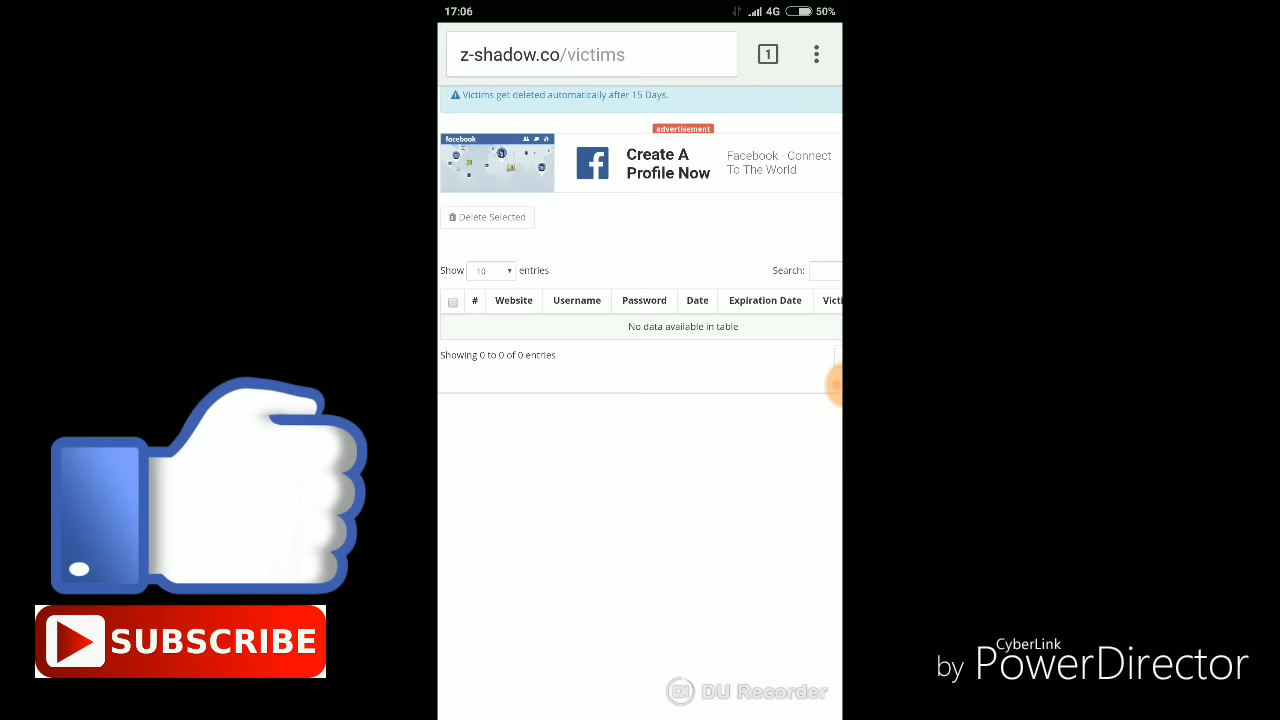 17:06
4G
50%
z-shadow.co/victims
1
Victims get deleted automatically after 15 Days.
advertisement
facebook
Create A
Profile Now
Facebook - Connect
To The World
Delete Selected
Show 10 entries
Search:
# Website Username Password Date Expiration Date Victi
No data available in table
Showing 0 to 0 of 0 entries
SUBSCRIBE
CyberLink
by PowerDirector
DU Recorder